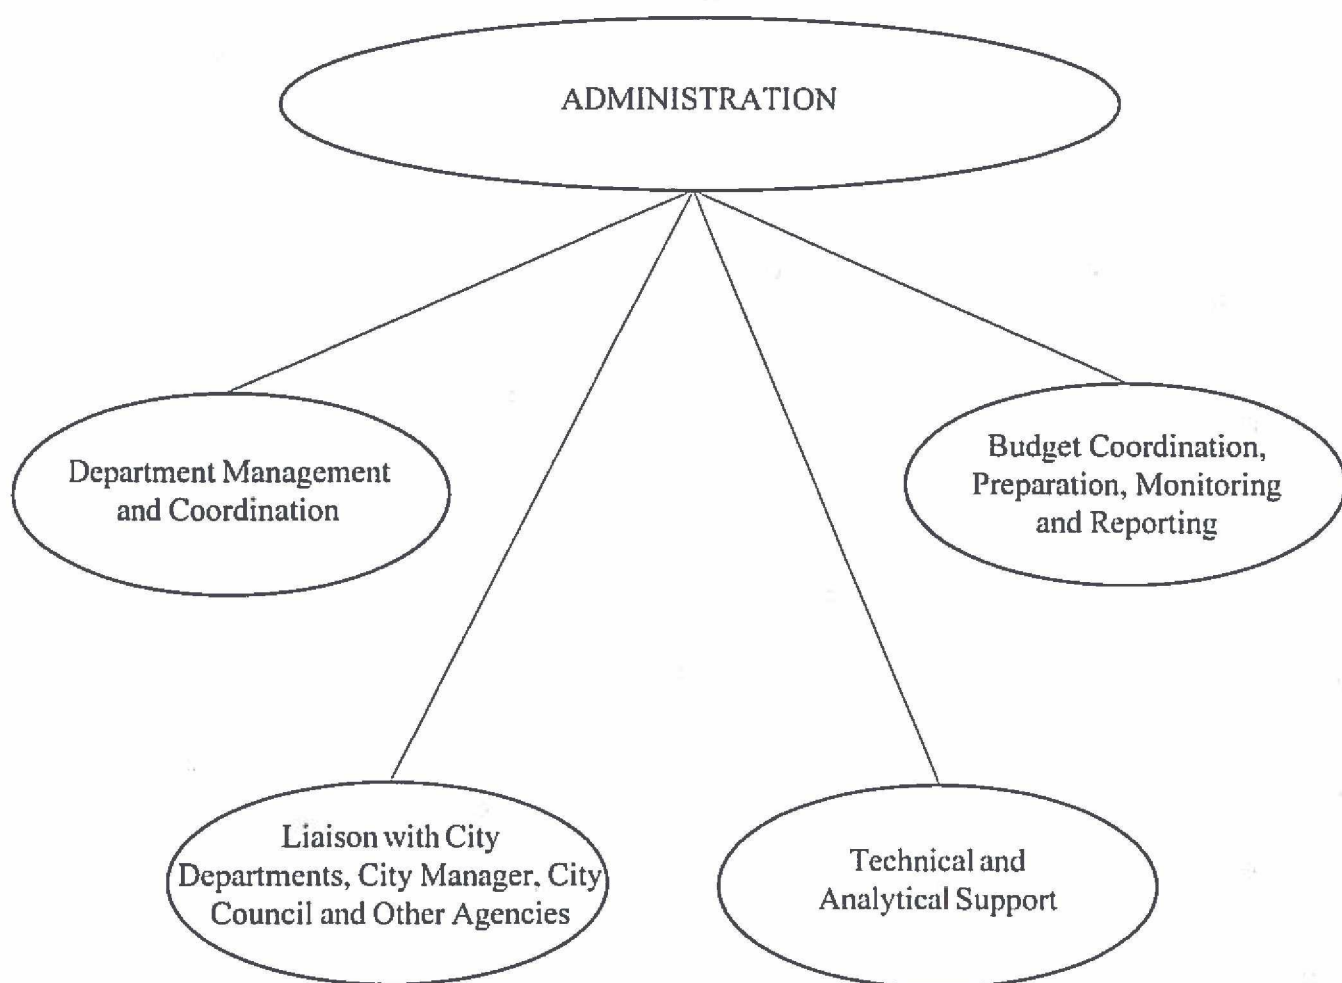 ADMINISTRATION
Department Management
and Coordination
Budget Coordination,
Preparation, Monitoring
and Reporting
Liaison with City
Departments, City Manager, City
Council and Other Agencies
Technical and
Analytical Support